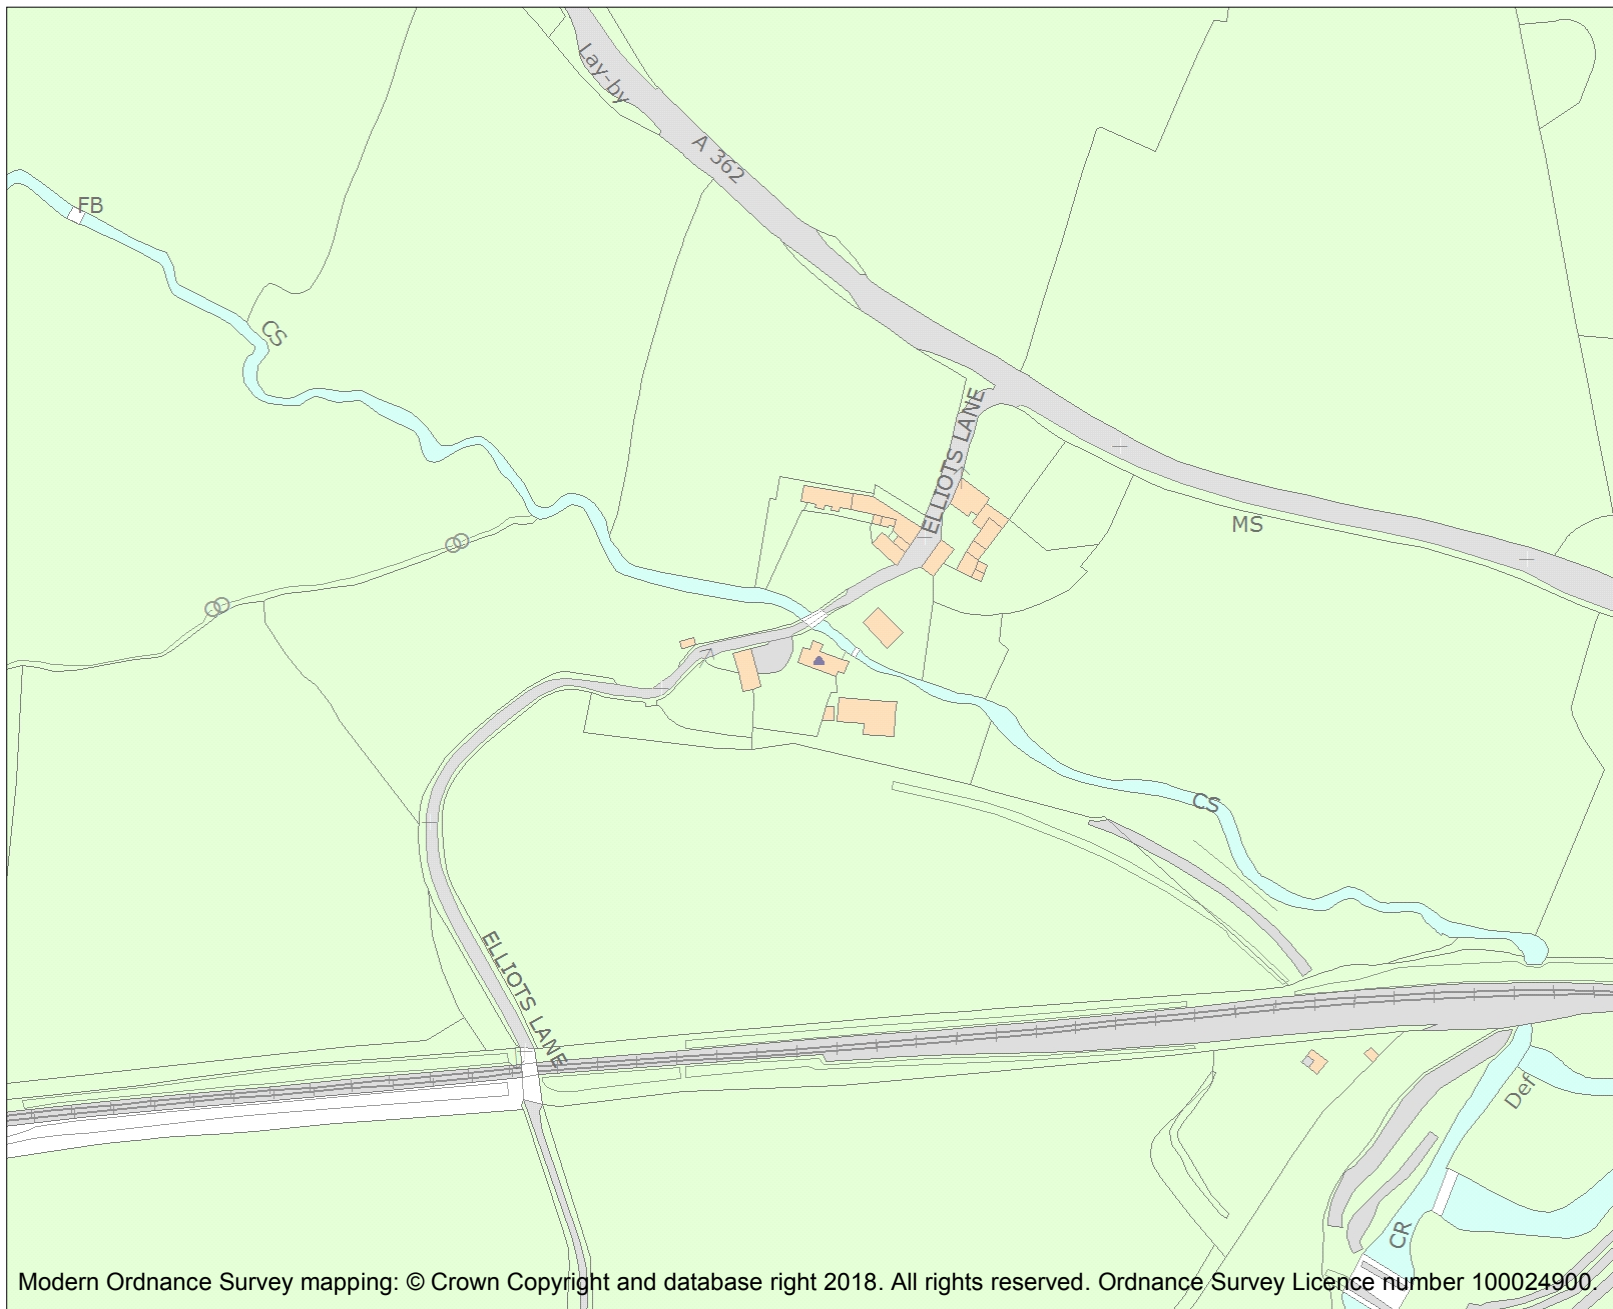 Lay-by
A 362
FB
CS
ELLIOTS LANE
MS
CS
ELLIOTS LANE
Def
CR
Modern Ordnance Survey mapping: © Crown Copyright and database right 2018. All rights reserved. Ordnance Survey Licence number 100024900.